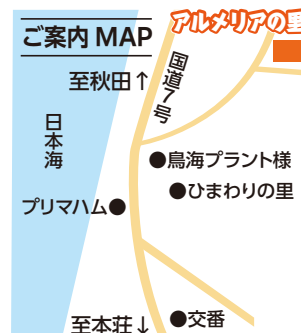 ご案内 MAP
アルメリアの里
至秋田↑
国道7号
日本海
●鳥海プラント様
●ひまわりの里
プリマハム●
●交番
至本荘↓